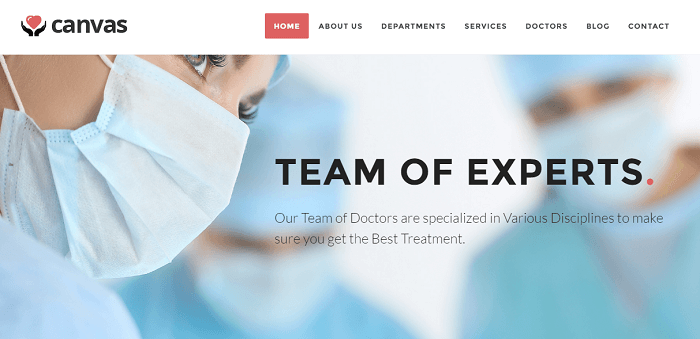 canvas
HOME ABOUT US DEPARTMENTS SERVICES DOCTORS BLOG CONTACT
TEAM OF EXPERTS.
Our Team of Doctors are specialized in Various Disciplines to make
sure you get the Best Treatment.